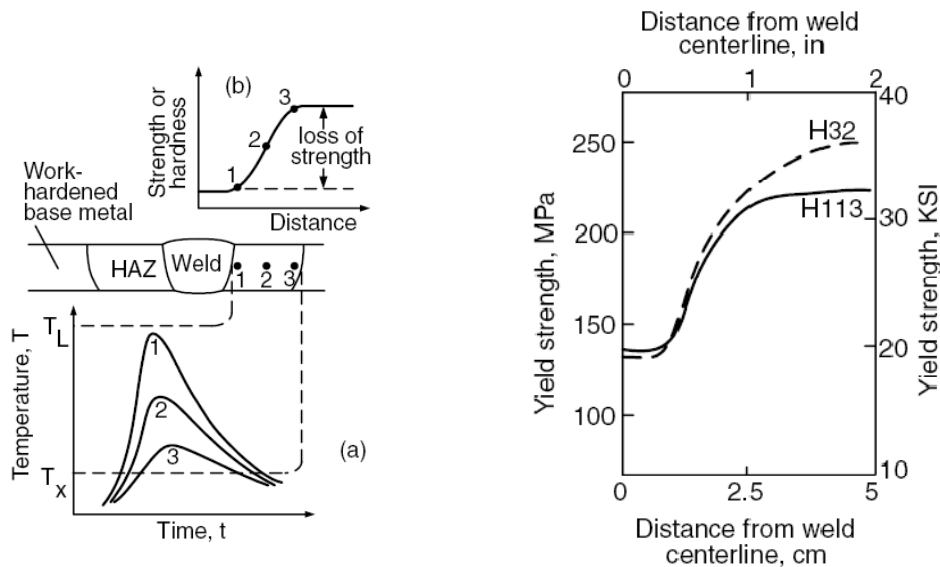 (b)
Strength or
hardness
1
2
3
loss of
strength
Distance
Work-
hardened
base metal
HAZ
Weld
1
2
3
T_L
T_x
Temperature, T
1
2
3
(a)
Time, t
Distance from weld
centerline, in
0
1
2
250
200
150
100
Yield strength, MPa
H32
H113
40
30
20
10
Yield strength, KSI
0
2.5
5
Distance from weld
centerline, cm